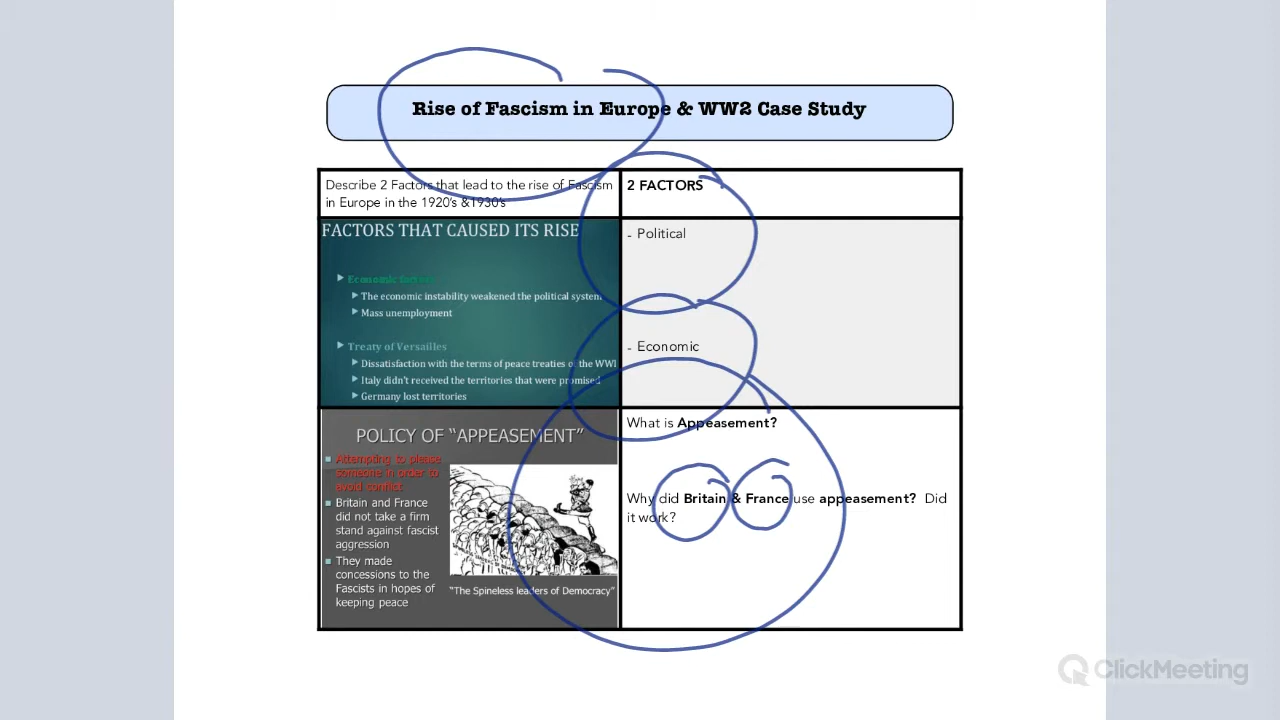 Rise of Fascism in Europe & WW2 Case Study
Describe 2 Factors that lead to the rise of Fascism
in Europe in the 1920's &1930's
2 FACTORS
FACTORS THAT CAUSED ITS RISE
Economic factors
The economic instability weakened the political system
Mass unemployment
Treaty of Versailles
Dissatisfaction with the terms of peace treaties of the WWI
Italy didn't received the territories that were promised
Germany lost territories
- Political
- Economic
POLICY OF "APPEASEMENT"
Attempting to please
someone in order to
avoid conflict
Britain and France
did not take a firm
stand against fascist
aggression
They made
concessions to the
Fascists in hopes of
keeping peace
"The Spineless leaders of Democracy"
What is Appeasement?
Why did Britain & France use appeasement? Did
it work?
ClickMeeting